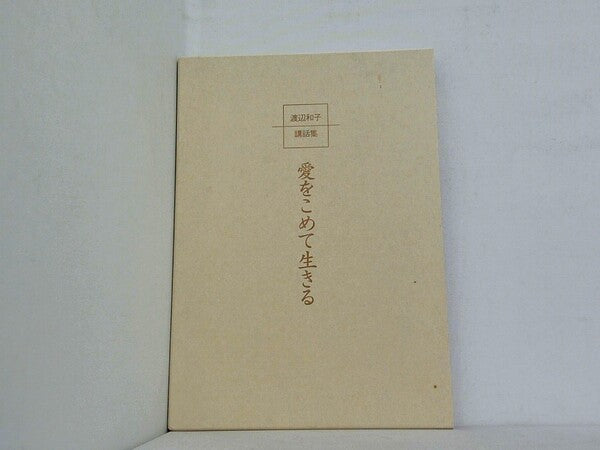 渡辺和子
講話集
愛をこめて生きる